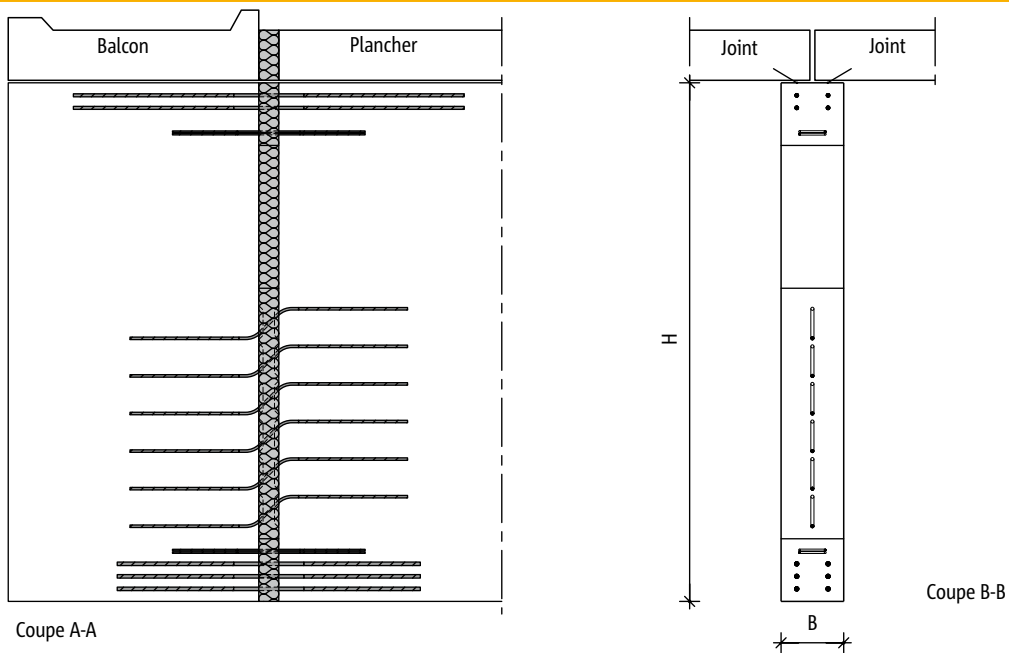 Balcon
Plancher
Joint
Joint
H
B
Coupe A-A
Coupe B-B